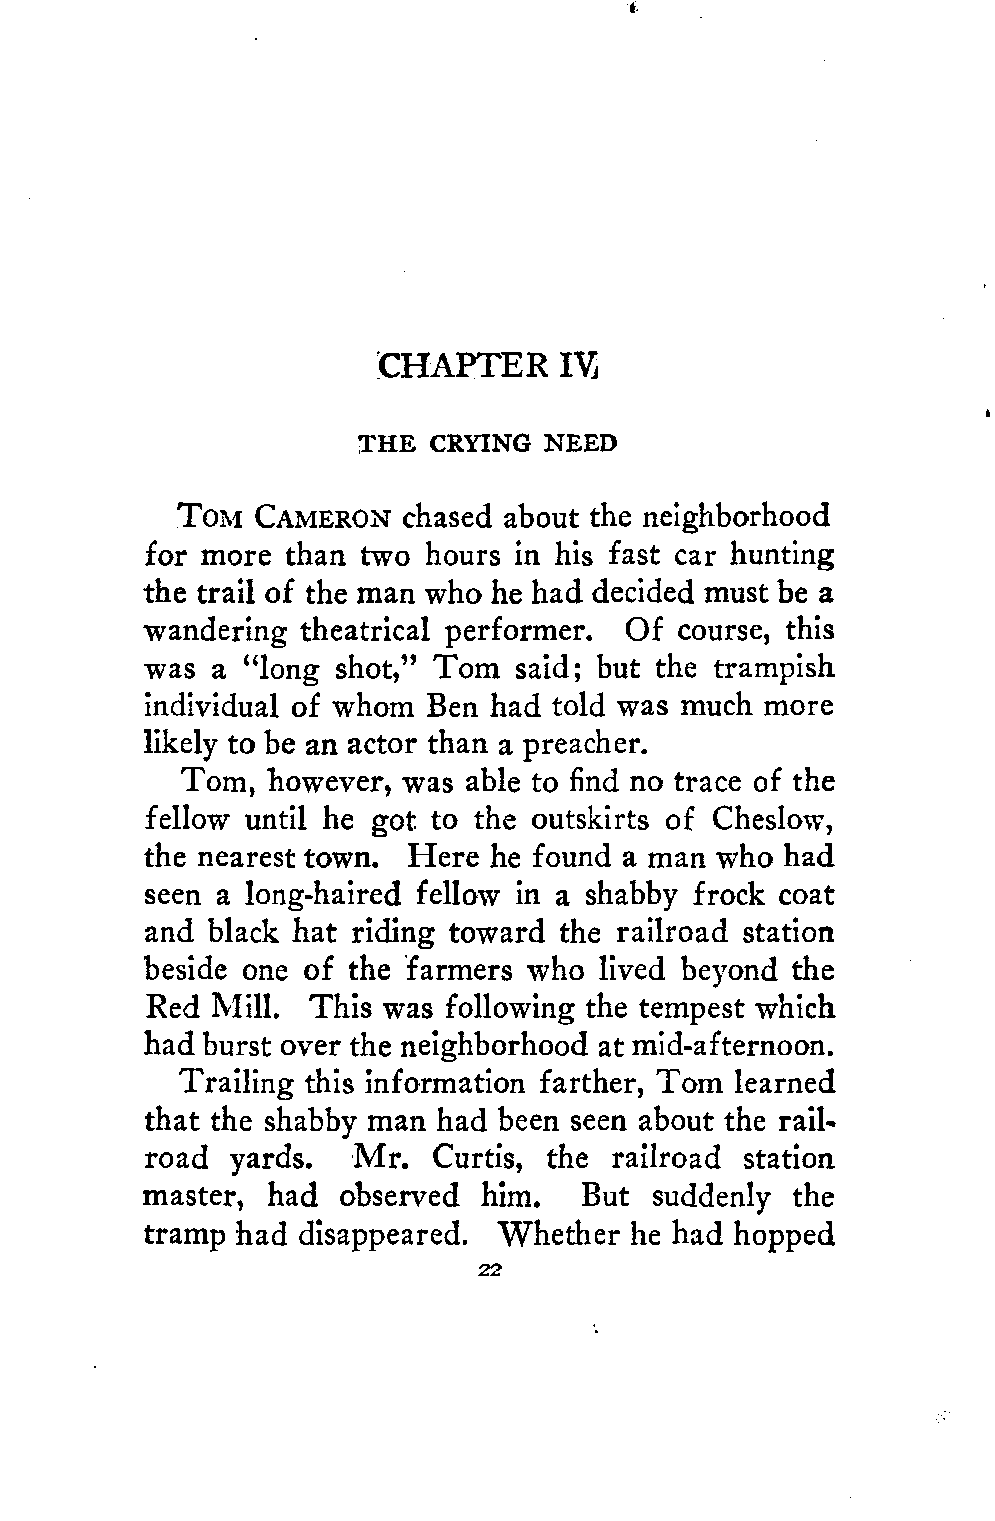 CHAPTER IV
THE CRYING NEED
TOM CAMERON chased about the neighborhood
for more than two hours in his fast car hunting
the trail of the man who he had decided must be a
wandering theatrical performer. Of course, this
was a “long shot,” Tom said; but the trampish
individual of whom Ben had told was much more
likely to be an actor than a preacher.
Tom, however, was able to find no trace of the
fellow until he got to the outskirts of Cheslow,
the nearest town. Here he found a man who had
seen a long-haired fellow in a shabby frock coat
and black hat riding toward the railroad station
beside one of the farmers who lived beyond the
Red Mill. This was following the tempest which
had burst over the neighborhood at mid-afternoon.
Trailing this information farther, Tom learned
that the shabby man had been seen about the rail-
road yards. Mr. Curtis, the railroad station
master, had observed him. But suddenly the
tramp had disappeared. Whether he had hopped
22